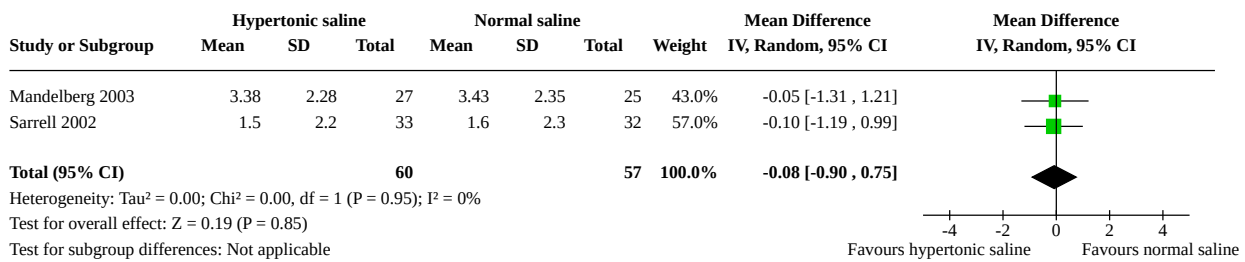 Hypertonic saline Normal saline Mean Difference Mean Difference
Study or Subgroup Mean SD Total Mean SD Total Weight IV, Random, 95% CI IV, Random, 95% CI
Mandelberg 2003 3.38 2.28 27 3.43 2.35 25 43.0% -0.05 [-1.31 , 1.21]
Sarrell 2002 1.5 2.2 33 1.6 2.3 32 57.0% -0.10 [-1.19 , 0.99]
Total (95% CI) 60 57 100.0% -0.08 [-0.90 , 0.75]
Heterogeneity: Tau² = 0.00; Chi² = 0.00, df = 1 (P = 0.95); I² = 0%
Test for overall effect: Z = 0.19 (P = 0.85)
-4 -2 0 2 4
Test for subgroup differences: Not applicable Favours hypertonic saline Favours normal saline